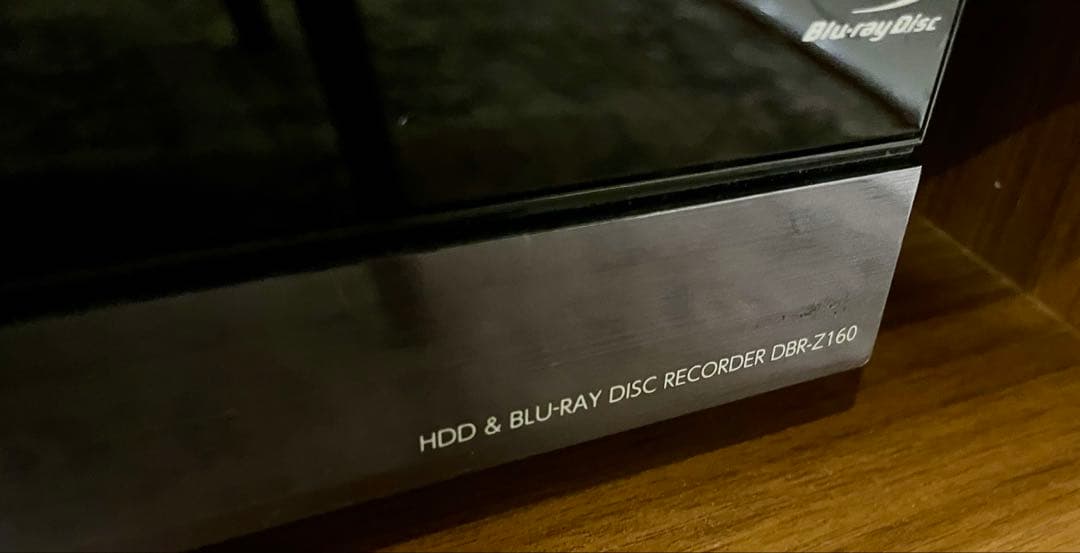 Blu-ray Disc
HDD & BLU-RAY DISC RECORDER DBR-Z160